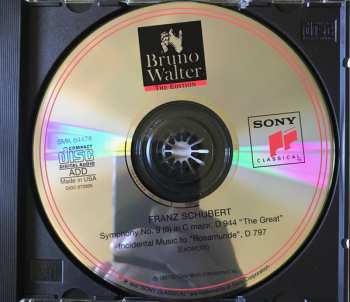 Bruno
Walter
THE EDITION
SMK 64478
COMPACT
disc
DIGITAL AUDIO
ADD
Made in USA
SONY
CLASSICAL
FRANZ SCHUBERT
Symphony No. 9 (8) in C major, D 944 "The Great"
Incidental Music to "Rosamunde", D 797
(Excerpts)